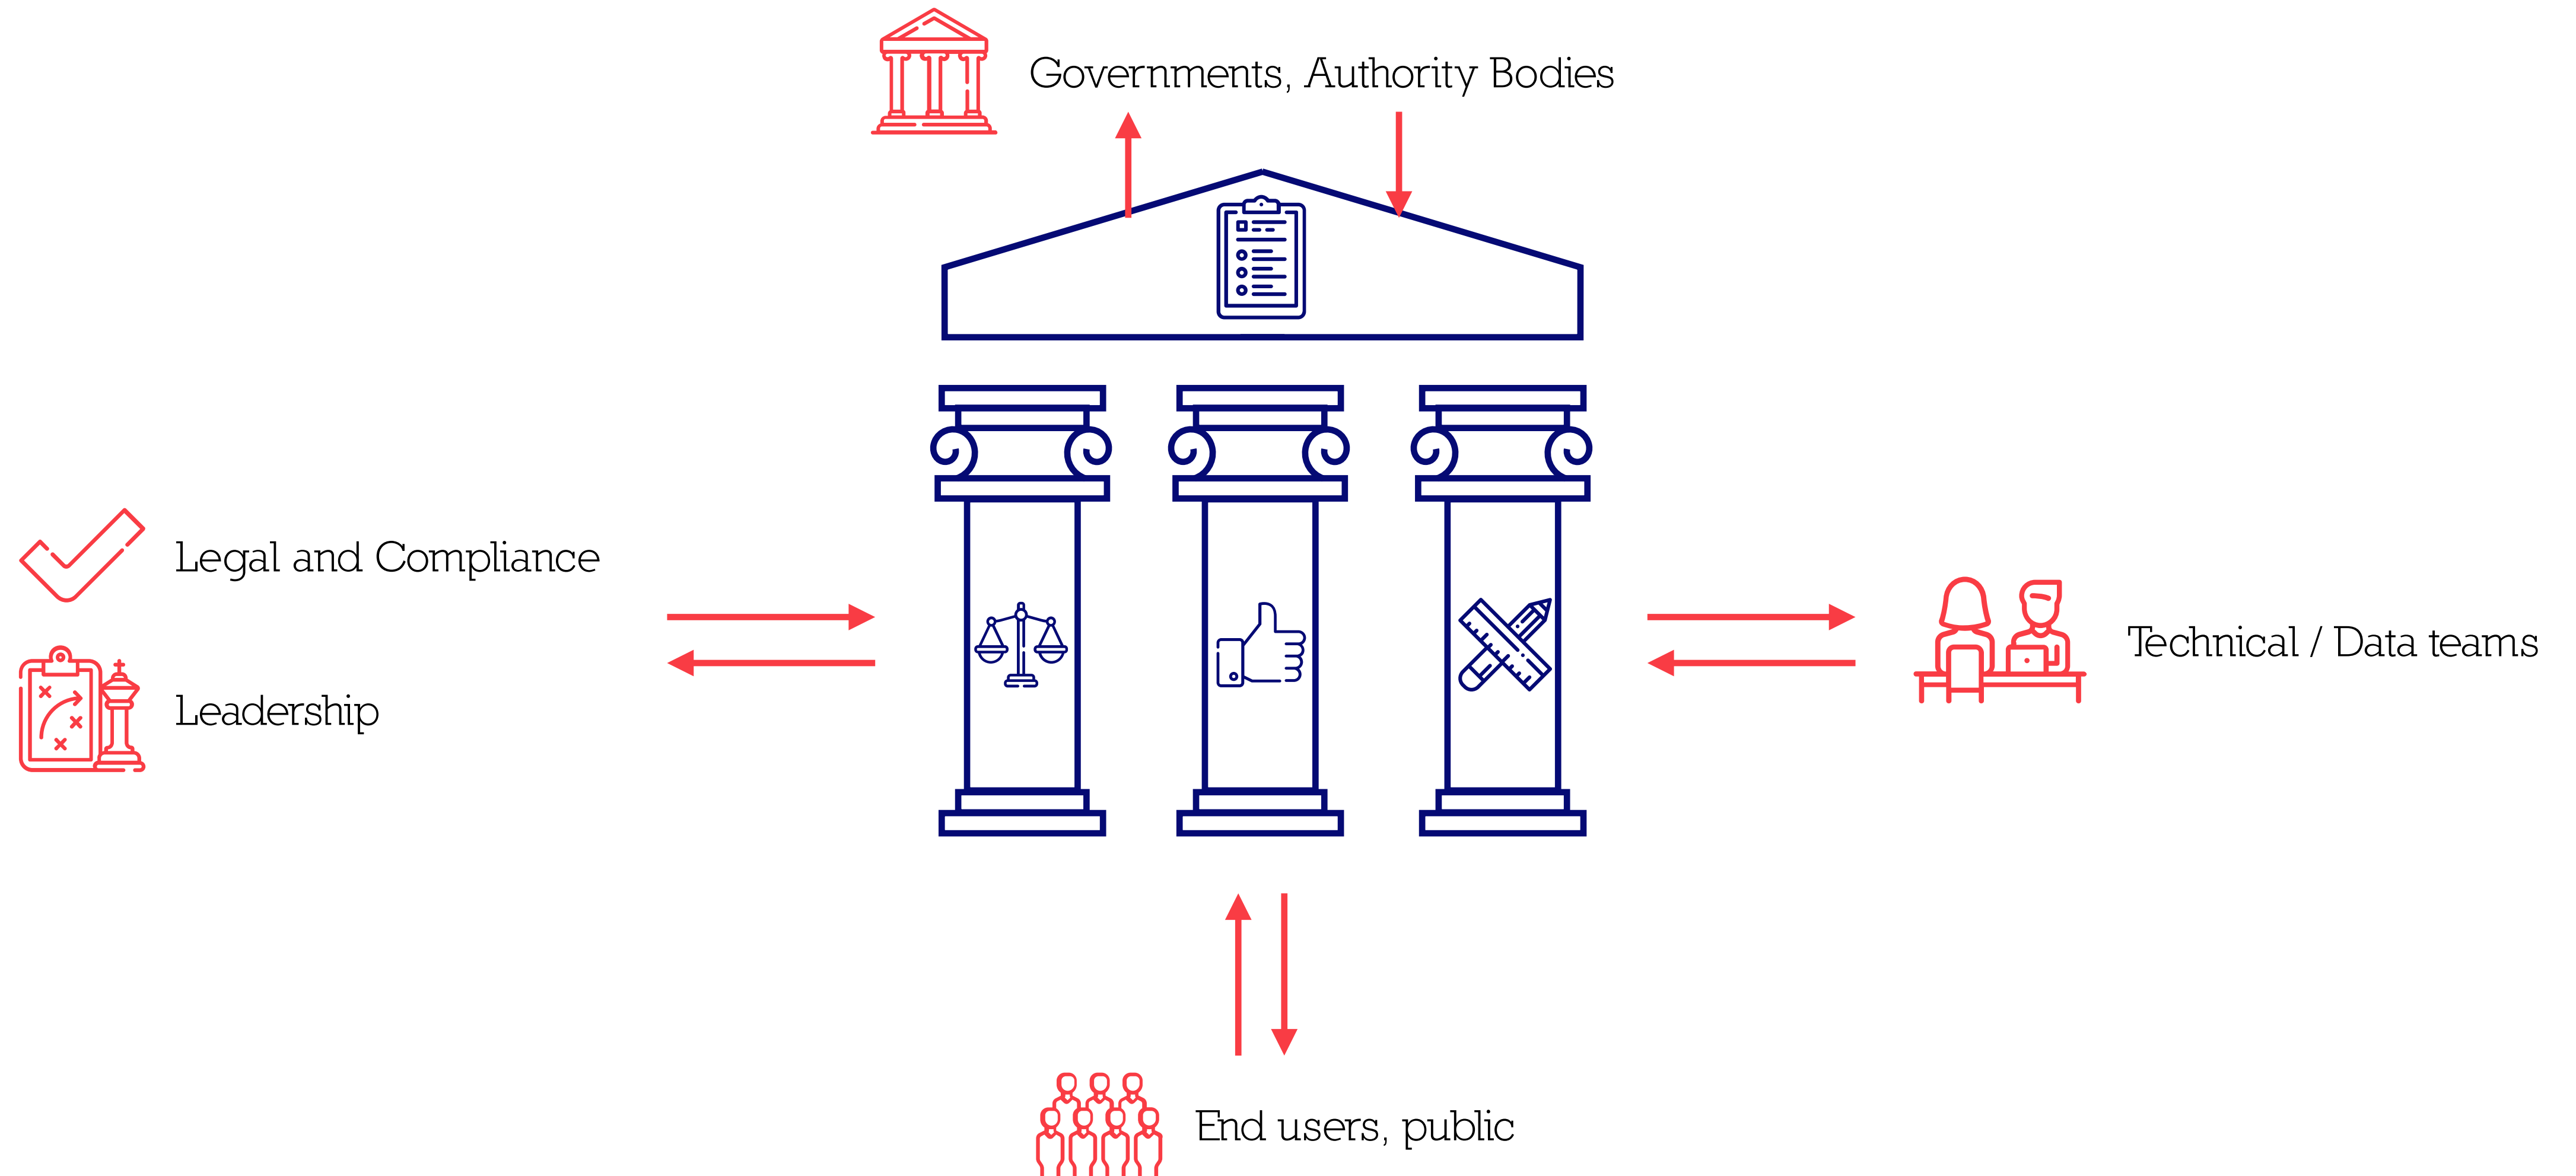 Governments, Authority Bodies
Legal and Compliance
Leadership
Technical / Data teams
End users, public